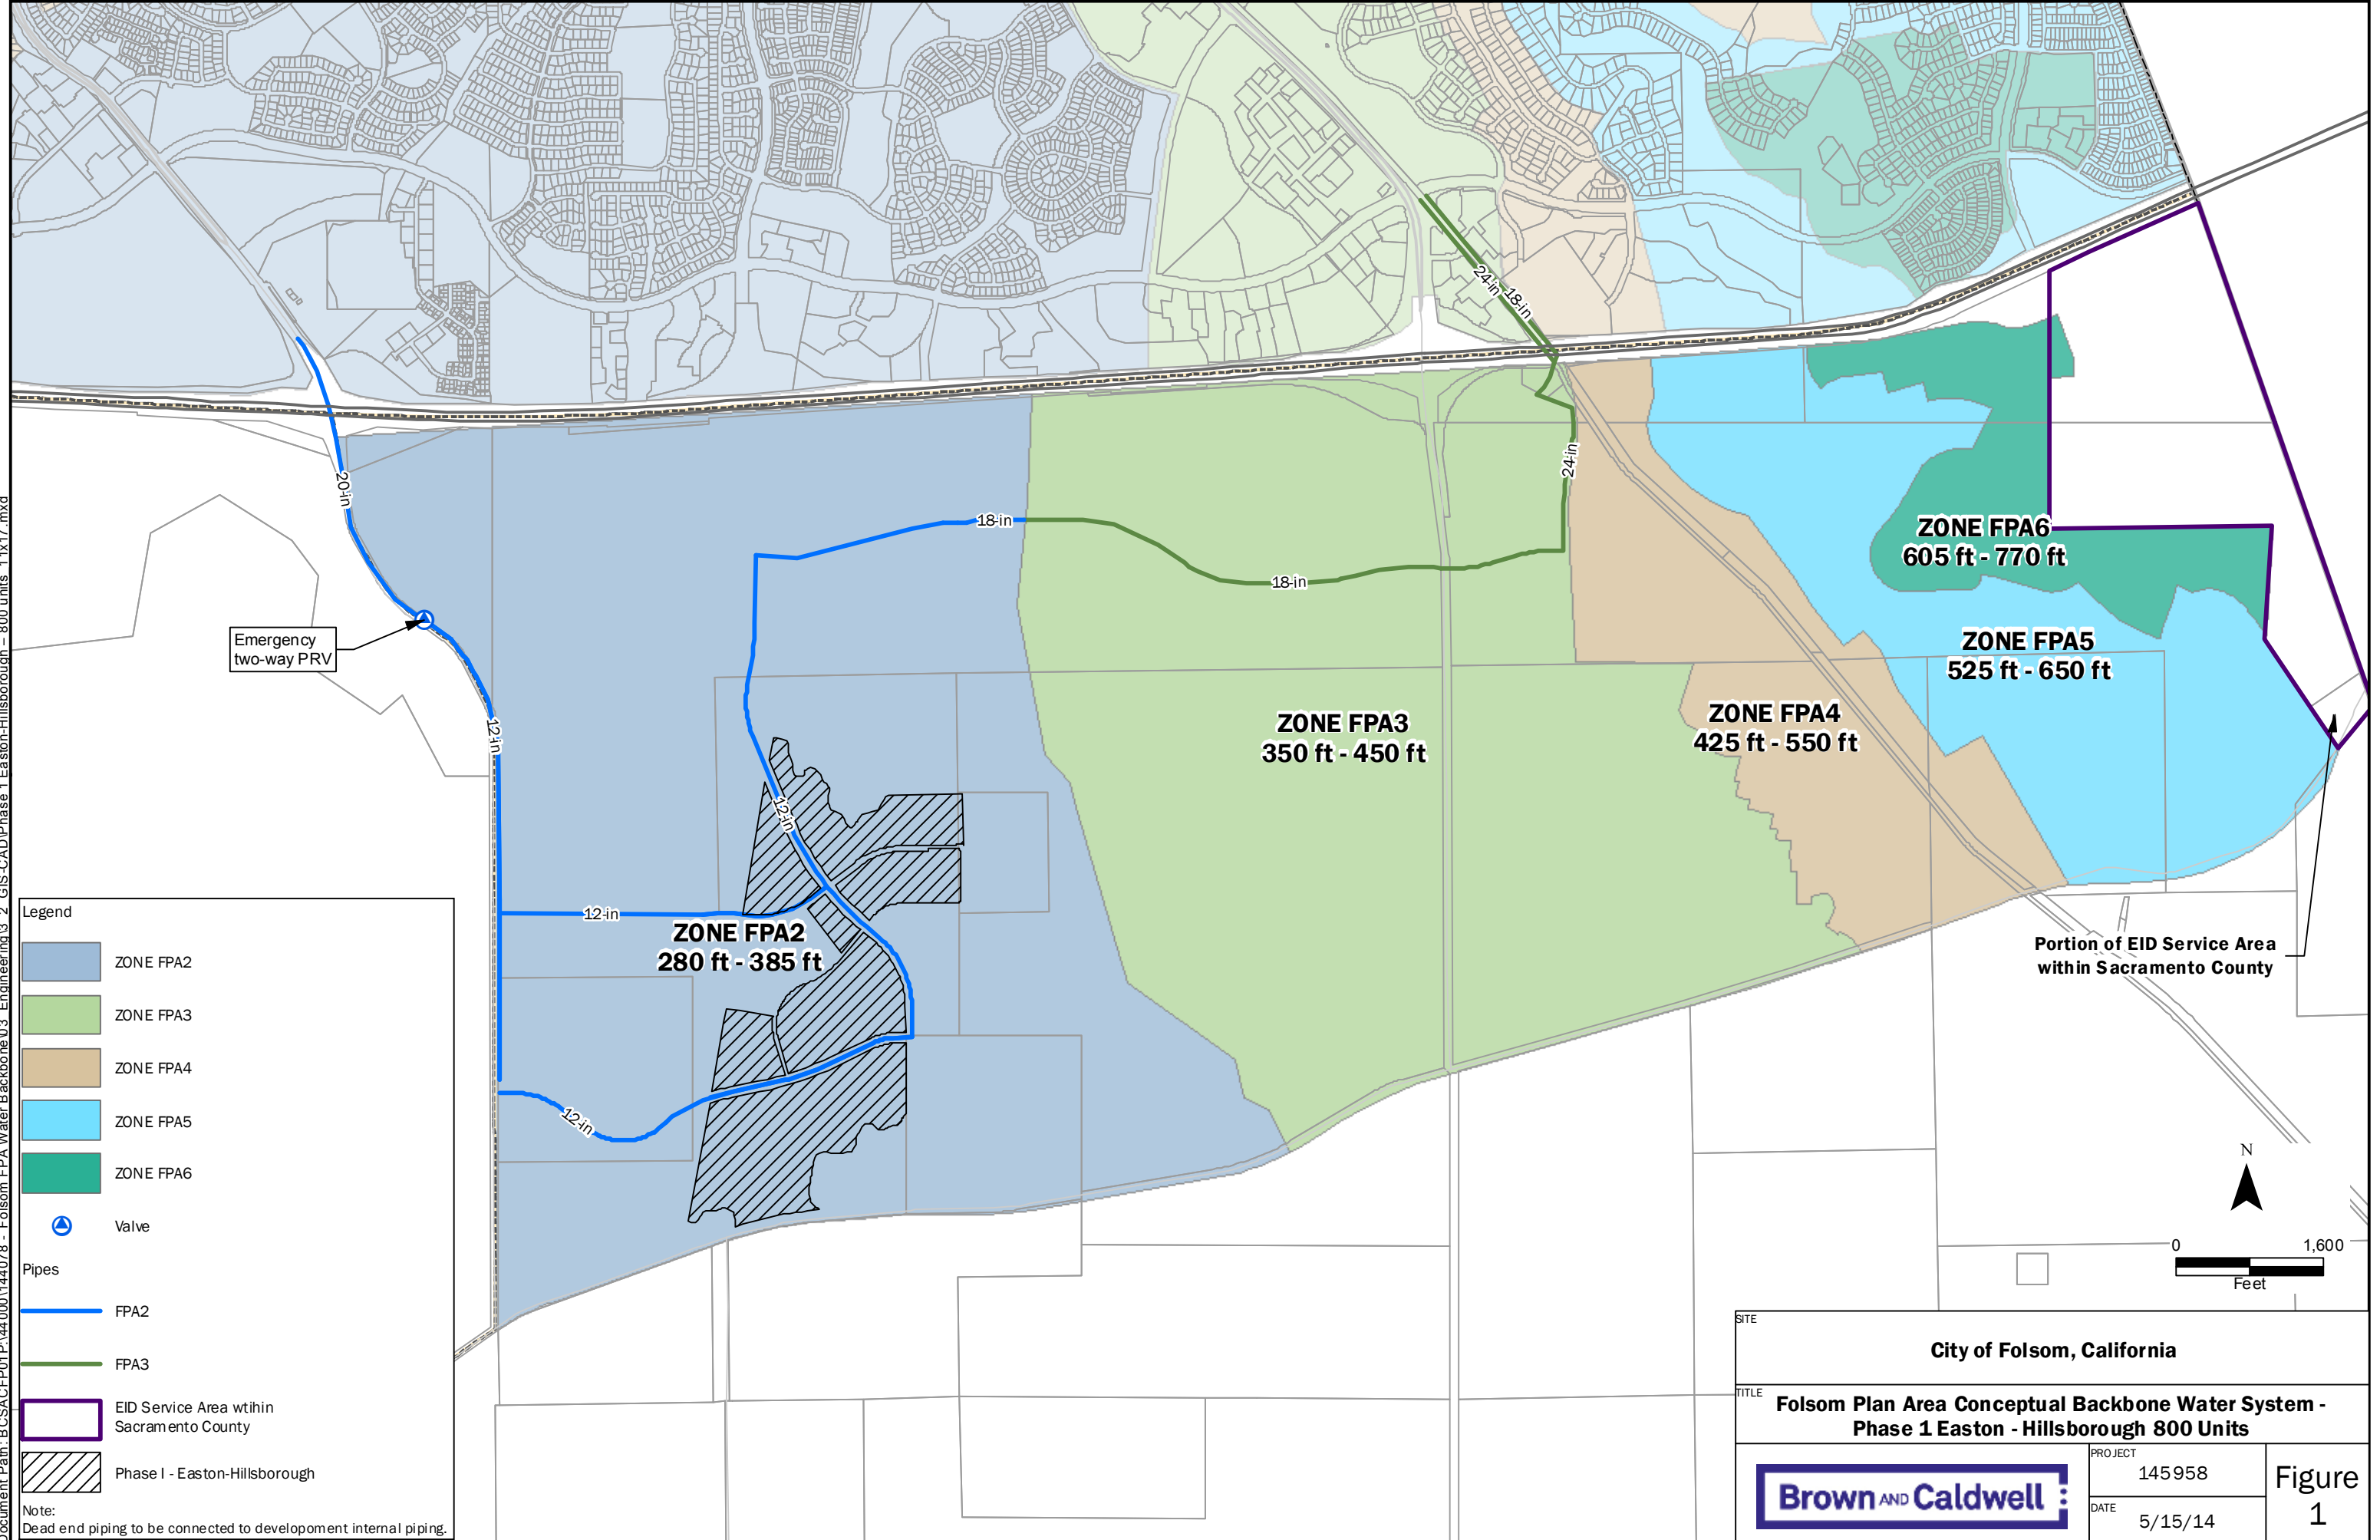 24-in
18-in
20-in
24-in
18-in
18-in
ZONE FPA6
605 ft - 770 ft
Emergency
two-way PRV
ZONE FPA5
525 ft - 650 ft
12-in
ZONE FPA3
350 ft - 450 ft
ZONE FPA4
425 ft - 550 ft
12-in
12-in
ZONE FPA2
280 ft - 385 ft
Portion of EID Service Area
within Sacramento County
12-in
Legend
ZONE FPA2
ZONE FPA3
ZONE FPA4
ZONE FPA5
ZONE FPA6
Valve
Pipes
FPA2
FPA3
EID Service Area wtihin
Sacramento County
Phase I - Easton-Hillsborough
Note:
Dead end piping to be connected to developoment internal piping.
N
0 1,600
Feet
SITE
City of Folsom, California
TITLE
Folsom Plan Area Conceptual Backbone Water System -
Phase 1 Easton - Hillsborough 800 Units
Brown AND Caldwell
PROJECT
145958
DATE
5/15/14
Figure
1